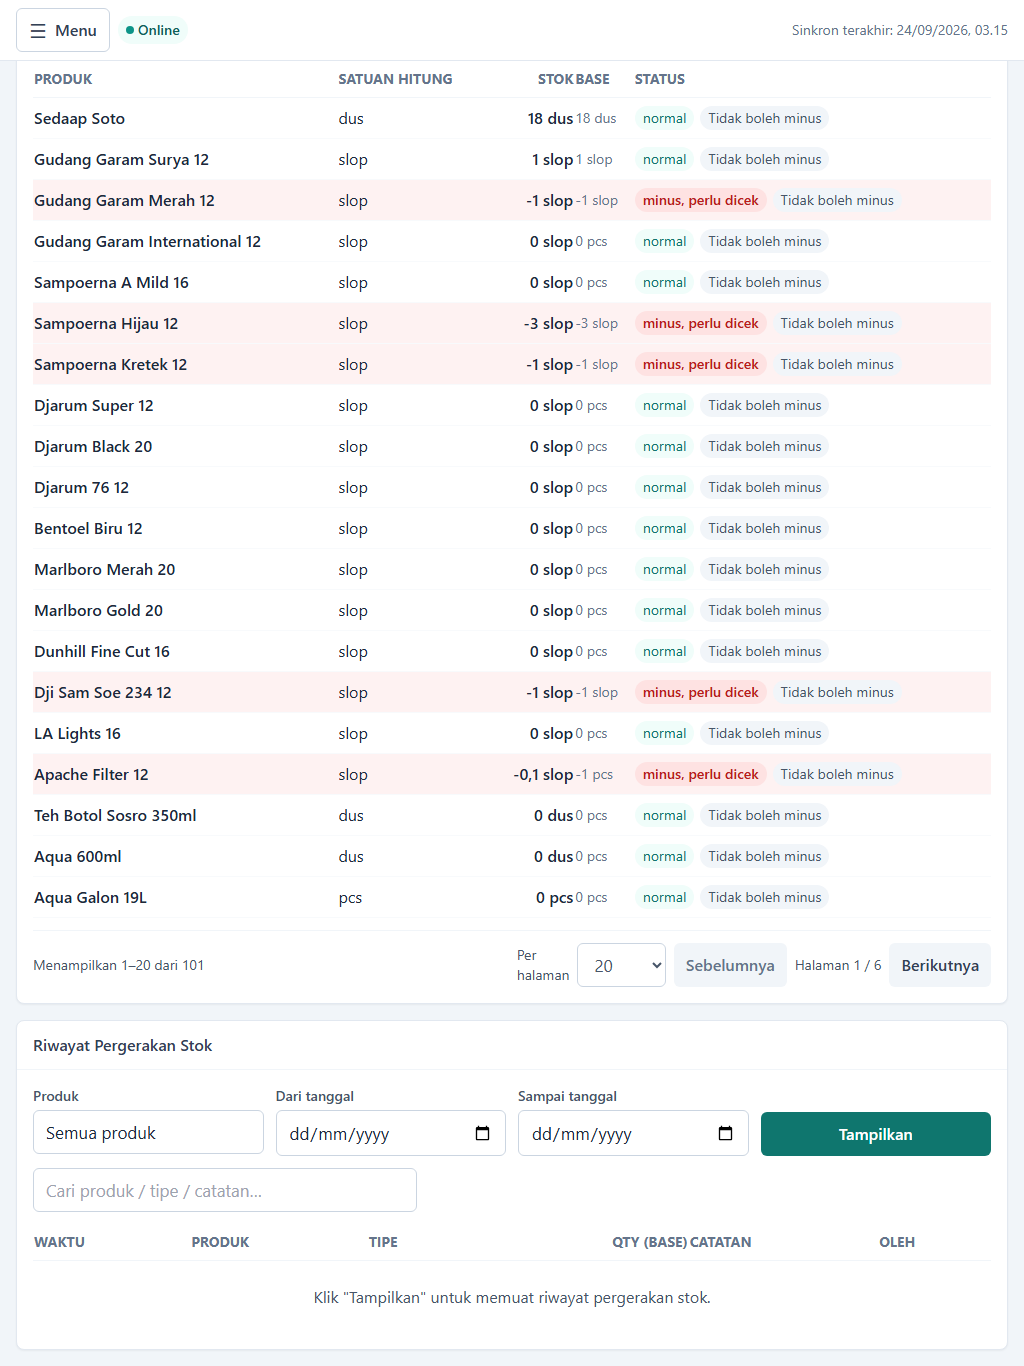 ☰ Menu Online Sinkron terakhir: 24/09/2026, 03.15
PRODUK SATUAN HITUNG STOK BASE STATUS
Sedaap Soto dus 18 dus 18 dus normal Tidak boleh minus
Gudang Garam Surya 12 slop 1 slop 1 slop normal Tidak boleh minus
Gudang Garam Merah 12 slop -1 slop -1 slop minus, perlu dicek Tidak boleh minus
Gudang Garam International 12 slop 0 slop 0 pcs normal Tidak boleh minus
Sampoerna A Mild 16 slop 0 slop 0 pcs normal Tidak boleh minus
Sampoerna Hijau 12 slop -3 slop -3 slop minus, perlu dicek Tidak boleh minus
Sampoerna Kretek 12 slop -1 slop -1 slop minus, perlu dicek Tidak boleh minus
Djarum Super 12 slop 0 slop 0 pcs normal Tidak boleh minus
Djarum Black 20 slop 0 slop 0 pcs normal Tidak boleh minus
Djarum 76 12 slop 0 slop 0 pcs normal Tidak boleh minus
Bentoel Biru 12 slop 0 slop 0 pcs normal Tidak boleh minus
Marlboro Merah 20 slop 0 slop 0 pcs normal Tidak boleh minus
Marlboro Gold 20 slop 0 slop 0 pcs normal Tidak boleh minus
Dunhill Fine Cut 16 slop 0 slop 0 pcs normal Tidak boleh minus
Dji Sam Soe 234 12 slop -1 slop -1 slop minus, perlu dicek Tidak boleh minus
LA Lights 16 slop 0 slop 0 pcs normal Tidak boleh minus
Apache Filter 12 slop -0,1 slop -1 pcs minus, perlu dicek Tidak boleh minus
Teh Botol Sosro 350ml dus 0 dus 0 pcs normal Tidak boleh minus
Aqua 600ml dus 0 dus 0 pcs normal Tidak boleh minus
Aqua Galon 19L pcs 0 pcs 0 pcs normal Tidak boleh minus
Menampilkan 1–20 dari 101 Per halaman 20 Sebelumnya Halaman 1 / 6 Berikutnya
Riwayat Pergerakan Stok
Produk Dari tanggal Sampai tanggal
Semua produk dd/mm/yyyy dd/mm/yyyy Tampilkan
Cari produk / tipe / catatan...
WAKTU PRODUK TIPE QTY (BASE) CATATAN OLEH
Klik "Tampilkan" untuk memuat riwayat pergerakan stok.